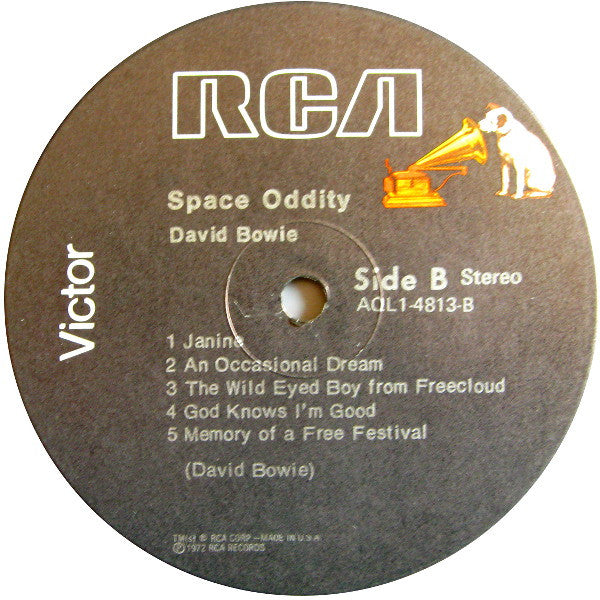 RCA
Space Oddity
David Bowie
Victor
Side B Stereo
AQL1-4813-B
1 Janine
2 An Occasional Dream
3 The Wild Eyed Boy from Freecloud
4 God Knows I'm Good
5 Memory of a Free Festival
(David Bowie)
TM(s) ® RCA CORP—MADE IN U.S.A
℗ 1972 RCA RECORDS